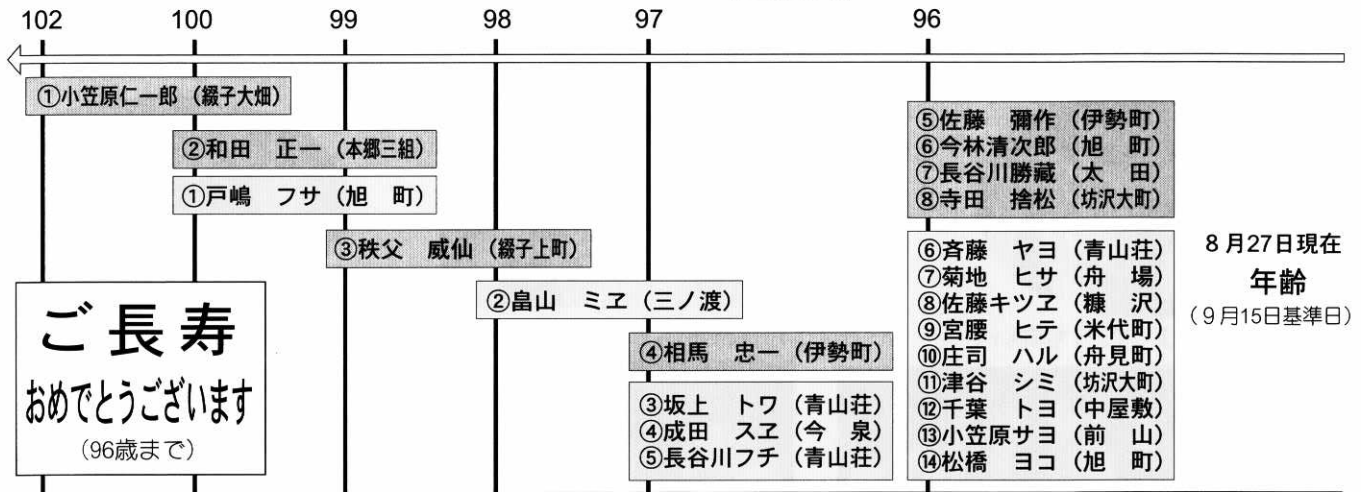 102 100 99 98 97 96
①小笠原仁一郎（綴子大畑）
②和田　正一（本郷三組）
①戸嶋　フサ（旭　町）
③秩父　威仙（綴子上町）
②畠山　ミヱ（三ノ渡）
④相馬　忠一（伊勢町）
③坂上　トワ（青山荘）
④成田　スヱ（今　泉）
⑤長谷川フチ（青山荘）
⑤佐藤　彌作（伊勢町）
⑥今林清次郎（旭　町）
⑦長谷川勝藏（太　田）
⑧寺田　捨松（坊沢大町）
⑥斉藤　ヤヨ（青山荘）
⑦菊地　ヒサ（舟　場）
⑧佐藤キツヱ（糠　沢）
⑨宮腰　ヒテ（米代町）
⑩庄司　ハル（舟見町）
⑪津谷　シミ（坊沢大町）
⑫千葉　トヨ（中屋敷）
⑬小笠原サヨ（前　山）
⑭松橋　ヨコ（旭　町）
8月27日現在
年齢
（9月15日基準日）
ご長寿
おめでとうございます
（96歳まで）